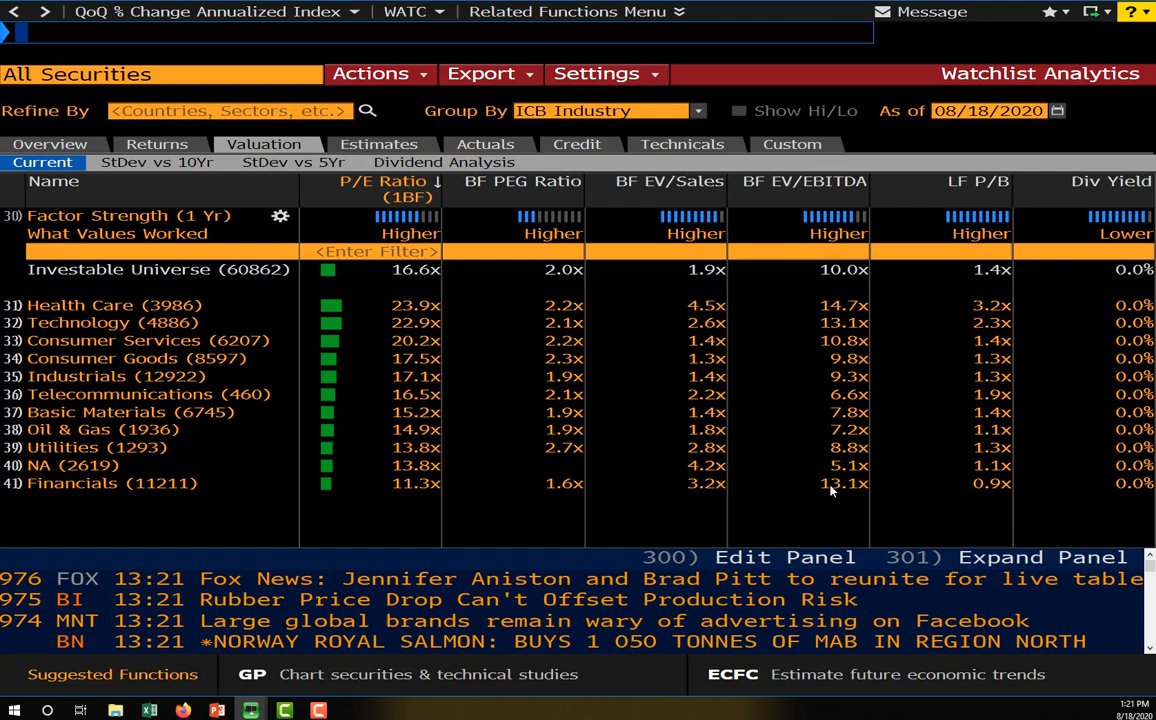 < > QoQ % Change Annualized Index WATC Related Functions Menu Message ?
All Securities Actions Export Settings Watchlist Analytics
Refine By <Countries, Sectors, etc.> Group By ICB Industry Show Hi/Lo As of 08/18/2020
Overview Returns Valuation Estimates Actuals Credit Technicals Custom
Current StDev vs 10Yr StDev vs 5Yr Dividend Analysis
Name P/E Ratio ↓ BF PEG Ratio BF EV/Sales BF EV/EBITDA LF P/B Div Yield
(1BF)
30) Factor Strength (1 Yr)
What Values Worked Higher Higher Higher Higher Higher Lower
<Enter Filter>
Investable Universe (60862) 16.6x 2.0x 1.9x 10.0x 1.4x 0.0%
31) Health Care (3986) 23.9x 2.2x 4.5x 14.7x 3.2x 0.0%
32) Technology (4886) 22.9x 2.1x 2.6x 13.1x 2.3x 0.0%
33) Consumer Services (6207) 20.2x 2.2x 1.4x 10.8x 1.4x 0.0%
34) Consumer Goods (8597) 17.5x 2.3x 1.3x 9.8x 1.3x 0.0%
35) Industrials (12922) 17.1x 1.9x 1.4x 9.3x 1.3x 0.0%
36) Telecommunications (460) 16.5x 2.1x 2.2x 6.6x 1.9x 0.0%
37) Basic Materials (6745) 15.2x 1.9x 1.4x 7.8x 1.4x 0.0%
38) Oil & Gas (1936) 14.9x 1.9x 1.8x 7.2x 1.1x 0.0%
39) Utilities (1293) 13.8x 2.7x 2.8x 8.8x 1.3x 0.0%
40) NA (2619) 13.8x 4.2x 5.1x 1.1x 0.0%
41) Financials (11211) 11.3x 1.6x 3.2x 13.1x 0.9x 0.0%
300) Edit Panel 301) Expand Panel
976 FOX 13:21 Fox News: Jennifer Aniston and Brad Pitt to reunite for live table
975 BI 13:21 Rubber Price Drop Can't Offset Production Risk
974 MNT 13:21 Large global brands remain wary of advertising on Facebook
BN 13:21 *NORWAY ROYAL SALMON: BUYS 1 050 TONNES OF MAB IN REGION NORTH
Suggested Functions GP Chart securities & technical studies ECFC Estimate future economic trends
1:21 PM
8/18/2020